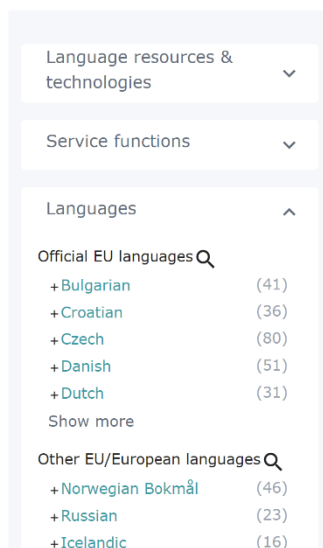 Language resources &
technologies
Service functions
Languages
Official EU languages
+Bulgarian (41)
+Croatian (36)
+Czech (80)
+Danish (51)
+Dutch (31)
Show more
Other EU/European languages
+Norwegian Bokmål (46)
+Russian (23)
+Icelandic (16)